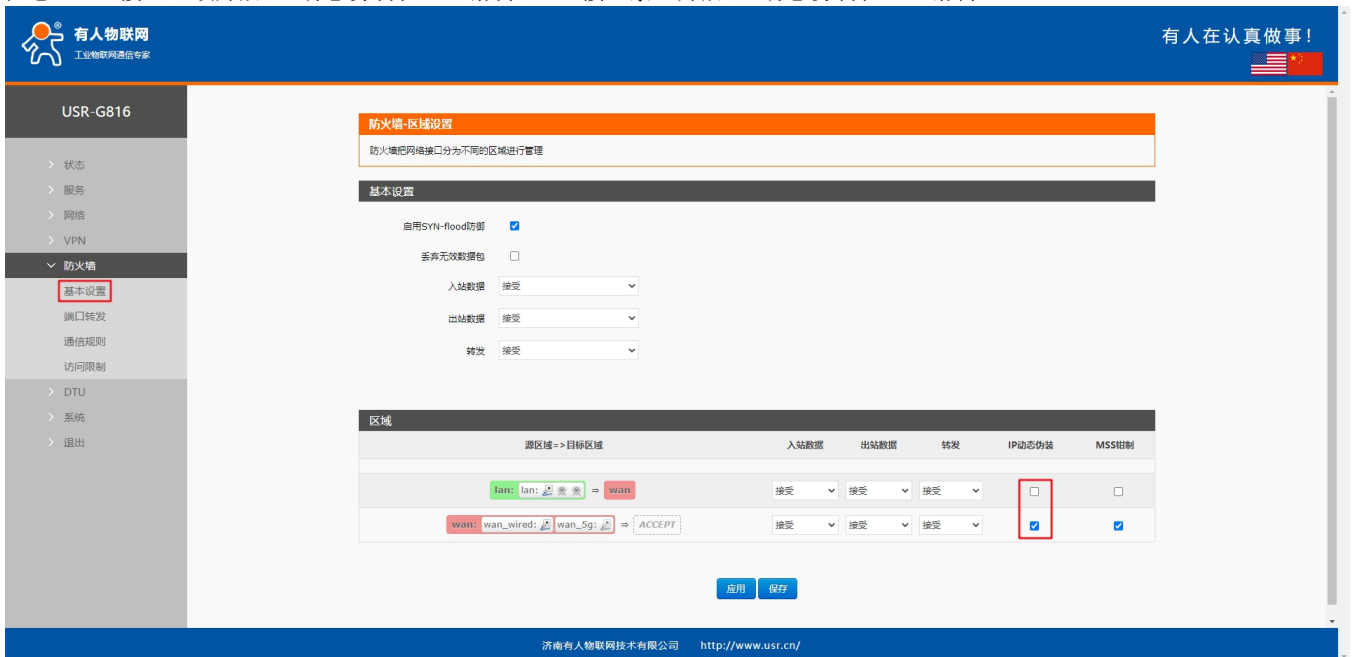 有人物联网
工业物联网通信专家
有人在认真做事!
USR-G816
状态
服务
网络
VPN
防火墙
基本设置
端口转发
通信规则
访问限制
DTU
系统
退出
防火墙-区域设置
防火墙把网络接口分为不同的区域进行管理
基本设置
启用SYN-flood防御
丢弃无效数据包
入站数据 接受
出站数据 接受
转发 接受
区域
源区域=>目标区域 入站数据 出站数据 转发 IP动态伪装 MSS钳制
lan: lan: ⇒ wan 接受 接受 接受
wan: wan_wired: wan_5g: ⇒ ACCEPT 接受 接受 接受
应用 保存
济南有人物联网技术有限公司 http://www.usr.cn/